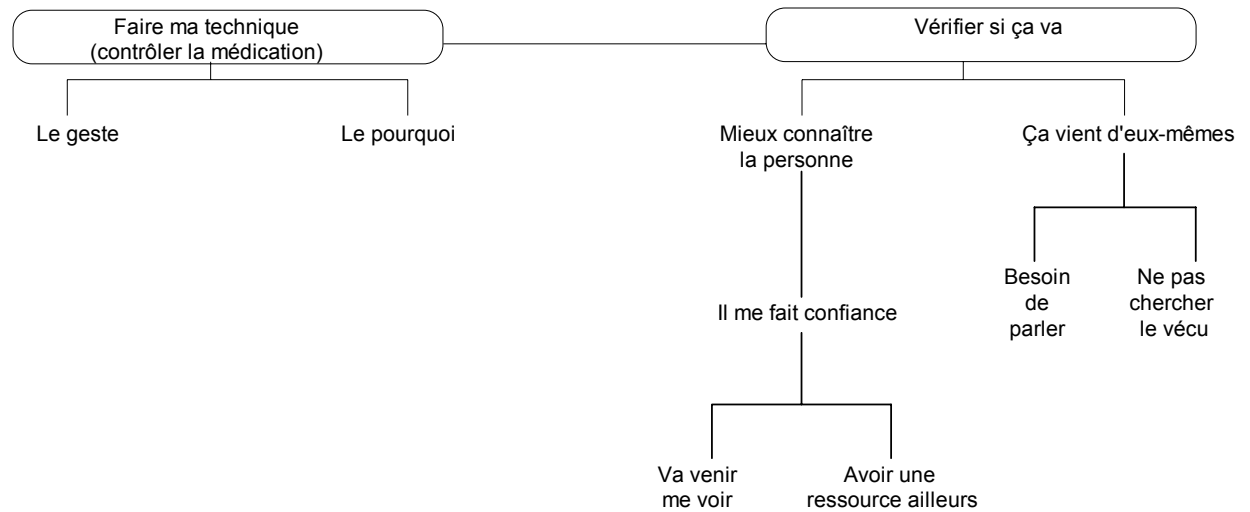 Faire ma technique
(contrôler la médication)
Vérifier si ça va
Le geste
Le pourquoi
Mieux connaître
la personne
Ça vient d'eux-mêmes
Besoin
de
parler
Ne pas
chercher
le vécu
Il me fait confiance
Va venir
me voir
Avoir une
ressource ailleurs